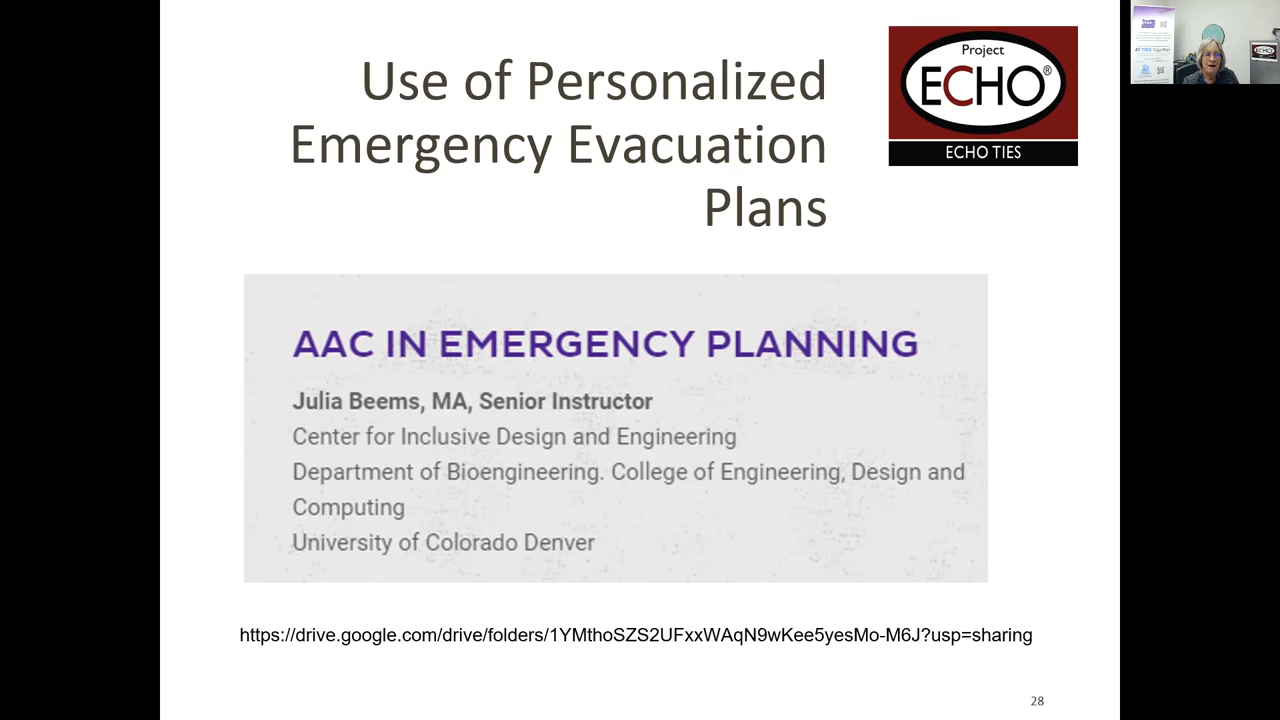 Use of Personalized
Emergency Evacuation
Plans
Project
ECHO®
ECHO TIES
AAC IN EMERGENCY PLANNING
Julia Beems, MA, Senior Instructor
Center for Inclusive Design and Engineering
Department of Bioengineering. College of Engineering, Design and
Computing
University of Colorado Denver
https://drive.google.com/drive/folders/1YMthoSZS2UFxxWAqN9wKee5yesMo-M6J?usp=sharing
28